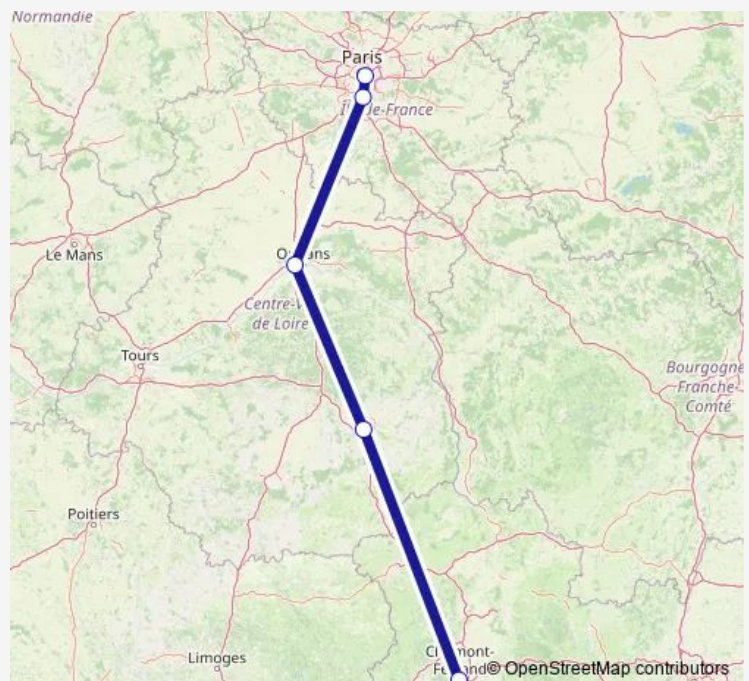 Normandie
Paris
Île-de-France
Le Mans
Orléans
Centre-Val
de Loire
Tours
Bourgogne
Franche-
Comté
Poitiers
Limoges
Clermont-
Ferrand
© OpenStreetMap contributors